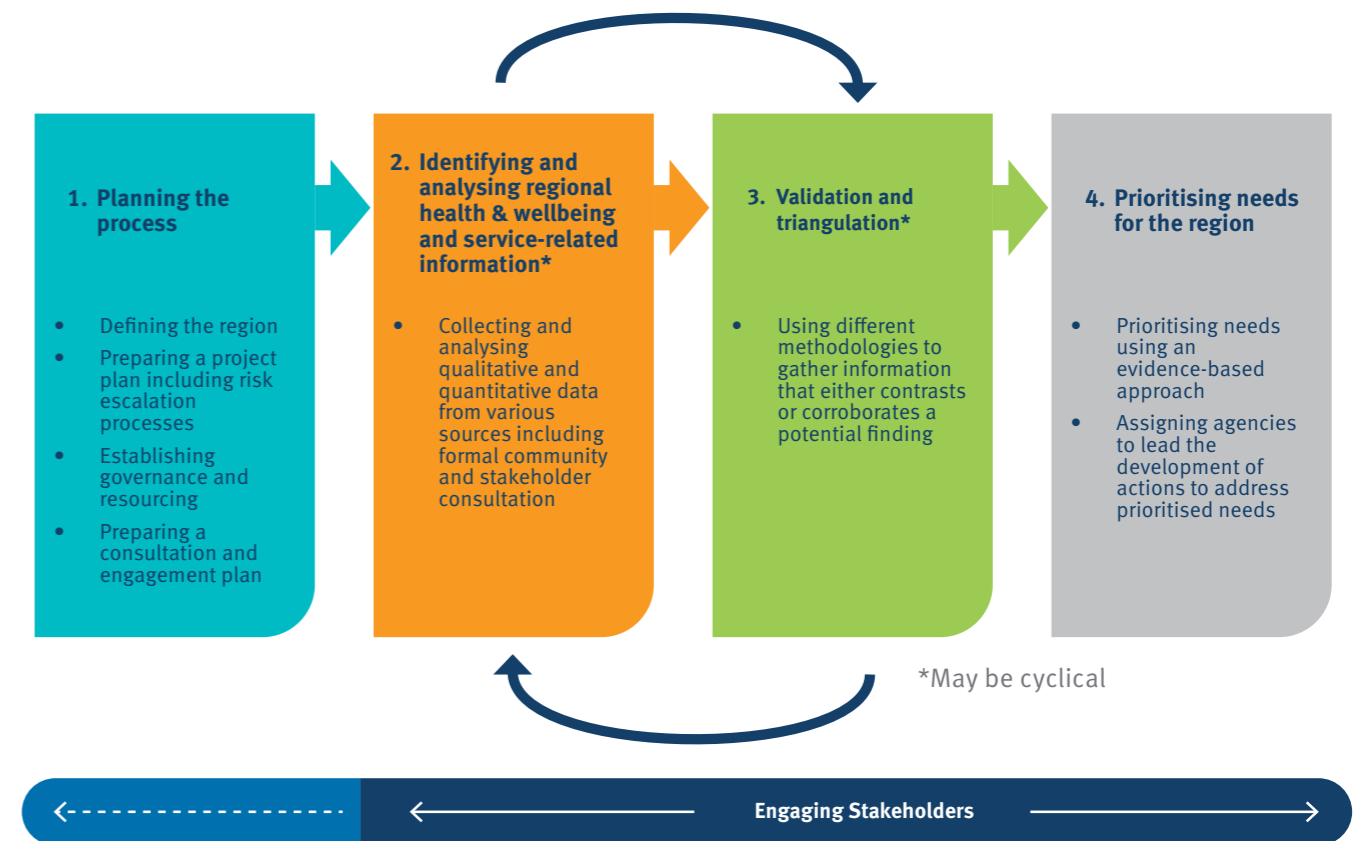 1. Planning the
process
• Defining the region
• Preparing a project
plan including risk
escalation
processes
• Establishing
governance and
resourcing
• Preparing a
consultation and
engagement plan
2. Identifying and
analysing regional
health & wellbeing
and service-related
information*
• Collecting and
analysing
qualitative and
quantitative data
from various
sources including
formal community
and stakeholder
consultation
3. Validation and
triangulation*
• Using different
methodologies to
gather information
that either contrasts
or corroborates a
potential finding
4. Prioritising needs
for the region
• Prioritising needs
using an
evidence-based
approach
• Assigning agencies
to lead the
development of
actions to address
prioritised needs
*May be cyclical
Engaging Stakeholders